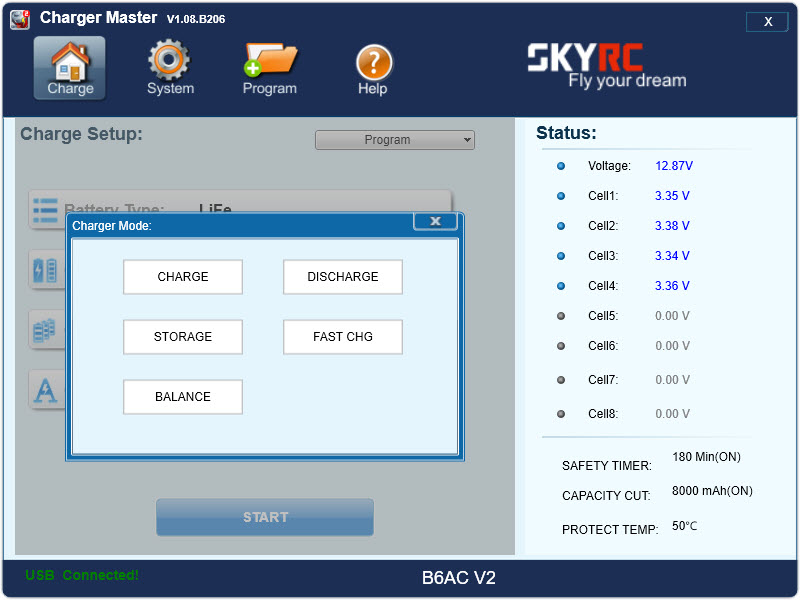 Charger Master V1.08.B206
X
Charge
System
Program
Help
SKYRC
Fly your dream
Charge Setup:
Program
Battery Type: LiFe
Charger Mode:
X
CHARGE
DISCHARGE
STORAGE
FAST CHG
BALANCE
START
Status:
Voltage: 12.87V
Cell1: 3.35 V
Cell2: 3.38 V
Cell3: 3.34 V
Cell4: 3.36 V
Cell5: 0.00 V
Cell6: 0.00 V
Cell7: 0.00 V
Cell8: 0.00 V
SAFETY TIMER: 180 Min(ON)
CAPACITY CUT: 8000 mAh(ON)
PROTECT TEMP: 50°C
USB Connected!
B6AC V2